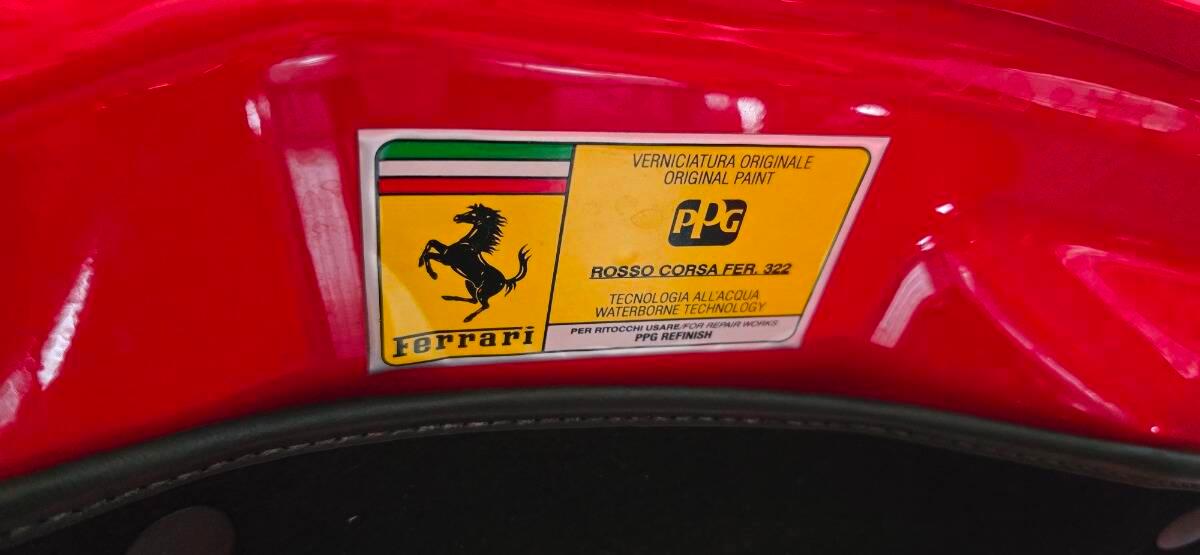 VERNICIATURA ORIGINALE
ORIGINAL PAINT
PPG
ROSSO CORSA FER. 322
TECNOLOGIA ALL'ACQUA
WATERBORNE TECHNOLOGY
PER RITOCCHI USARE/FOR REPAIR WORKS
PPG REFINISH
Ferrari